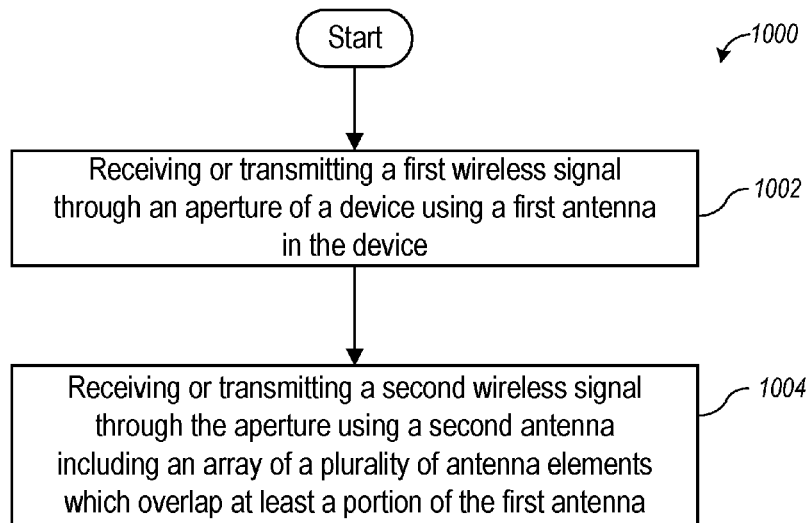 Start
1000
Receiving or transmitting a first wireless signal
through an aperture of a device using a first antenna
in the device
1002
Receiving or transmitting a second wireless signal
through the aperture using a second antenna
including an array of a plurality of antenna elements
which overlap at least a portion of the first antenna
1004